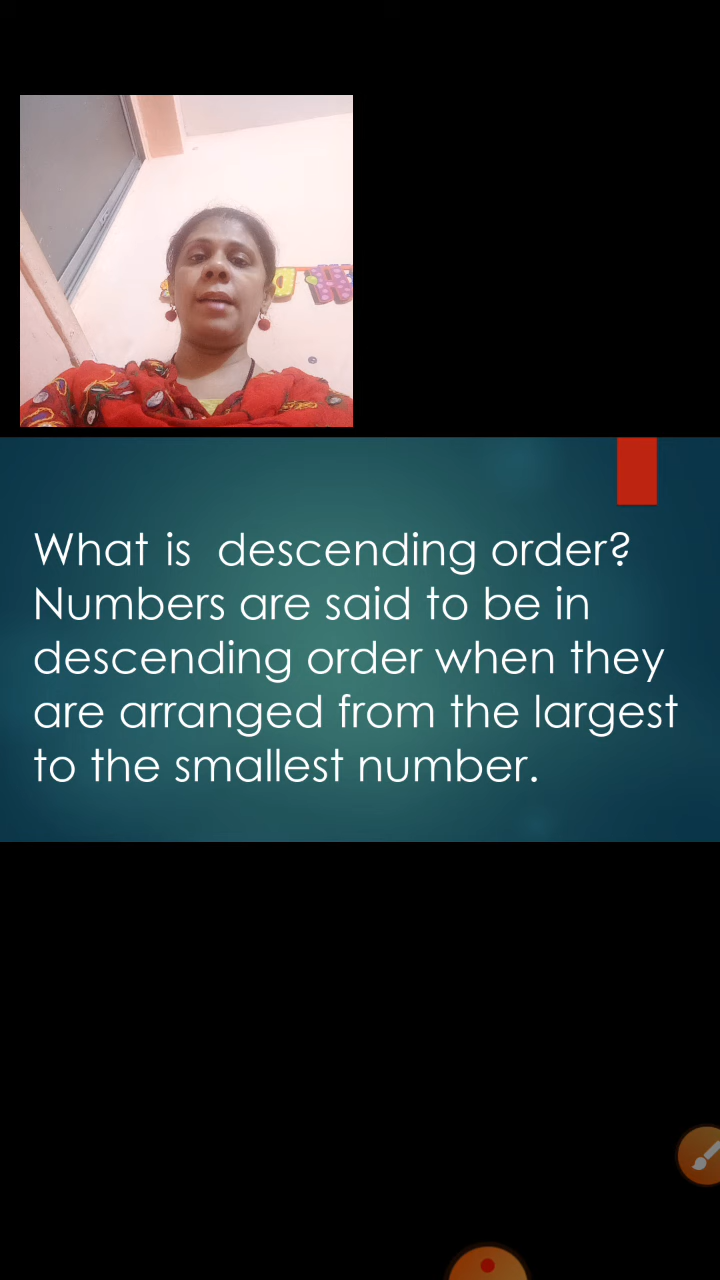 What is  descending order?
Numbers are said to be in
descending order when they
are arranged from the largest
to the smallest number.